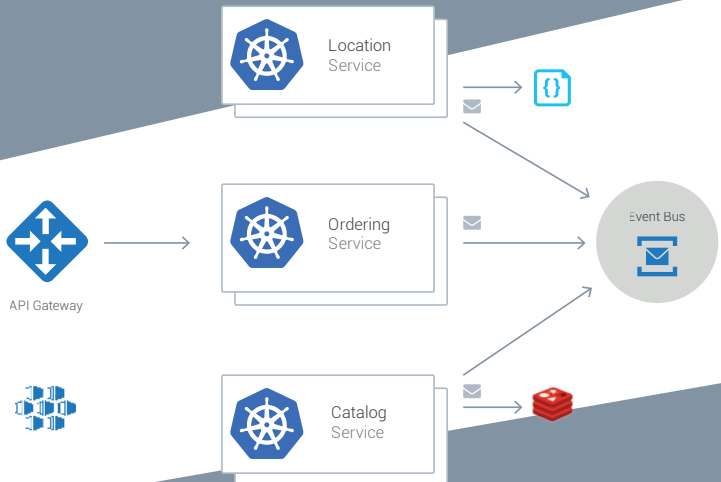 Location
Service
Ordering
Service
Event Bus
API Gateway
Catalog
Service